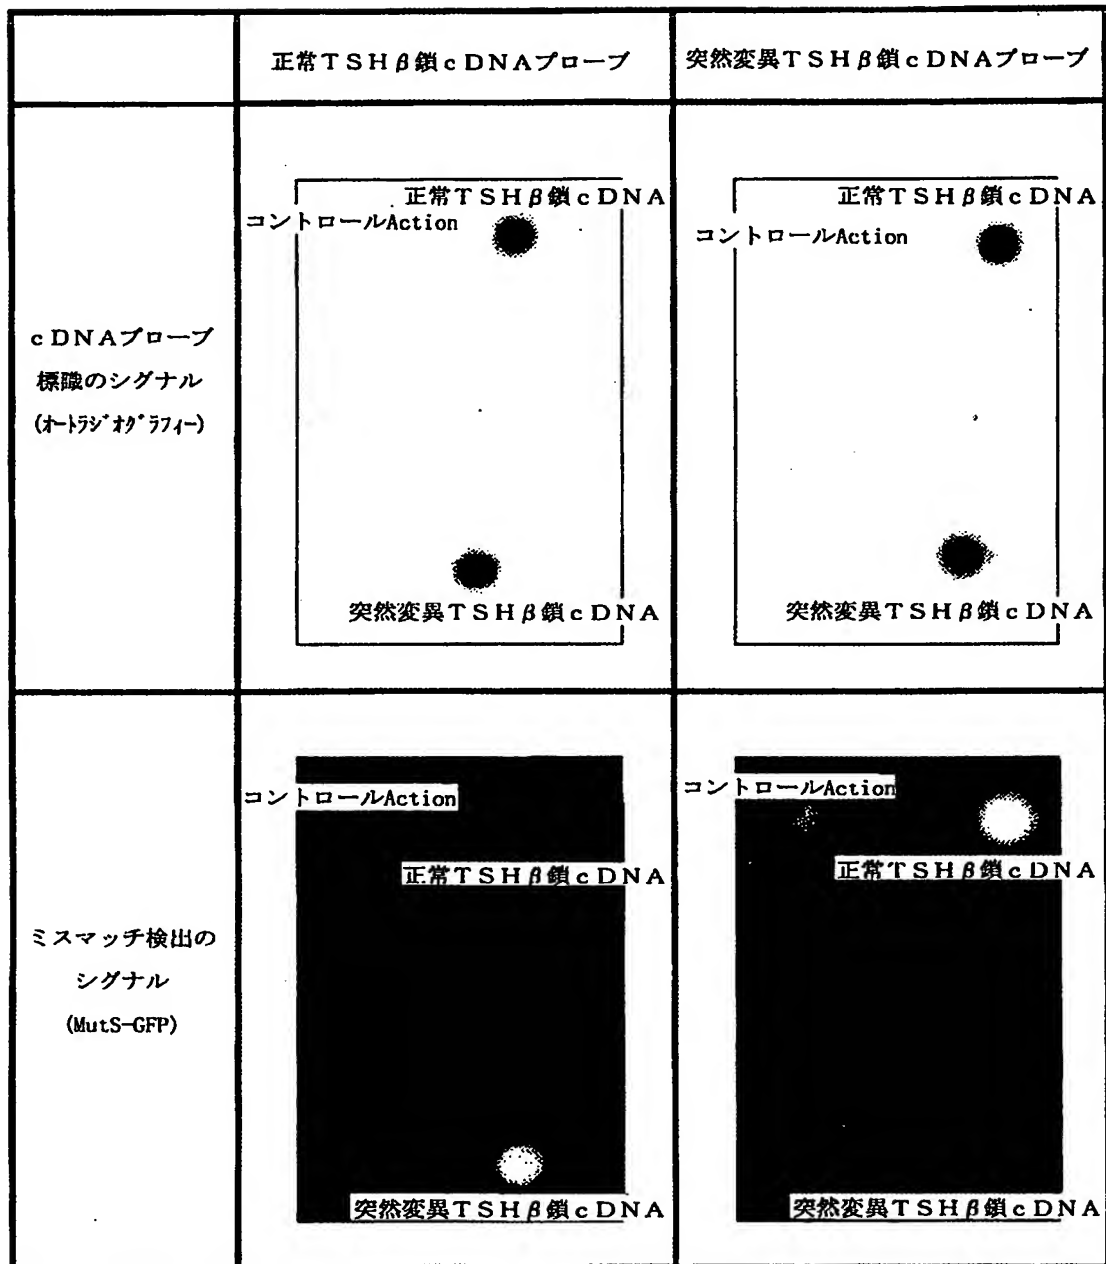 正常TSHβ鎖cDNAプローブ
突然変異TSHβ鎖cDNAプローブ
cDNAプローブ
標識のシグナル
(ｵｰﾄﾗｼﾞｵｸﾞﾗﾌｨｰ)
正常TSHβ鎖cDNA
コントロールAction
突然変異TSHβ鎖cDNA
正常TSHβ鎖cDNA
コントロールAction
突然変異TSHβ鎖cDNA
ミスマッチ検出の
シグナル
(MutS-GFP)
コントロールAction
正常TSHβ鎖cDNA
突然変異TSHβ鎖cDNA
コントロールAction
正常TSHβ鎖cDNA
突然変異TSHβ鎖cDNA